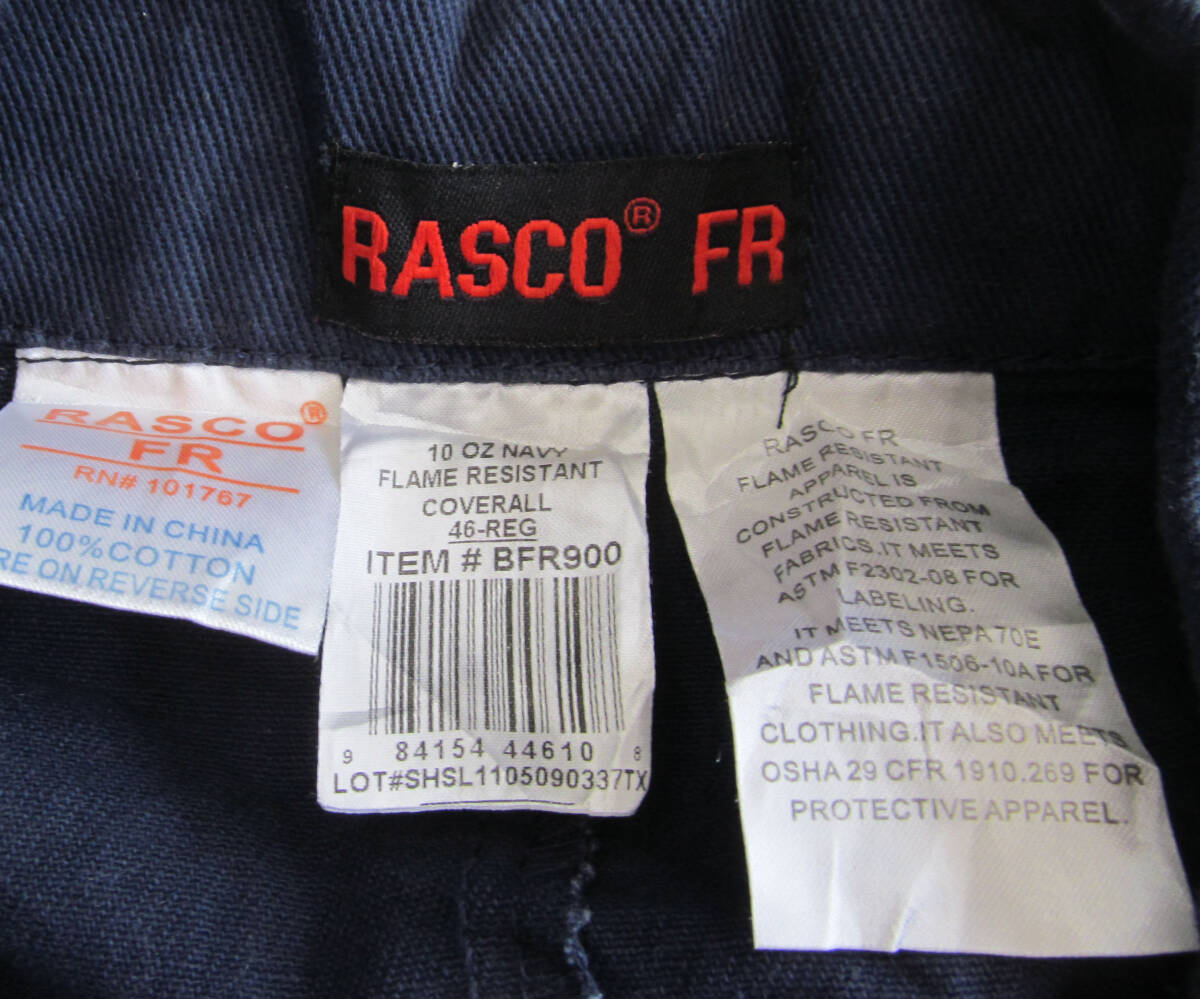 RASCO® FR
RASCO®
FR
RN# 101767
MADE IN CHINA
100%COTTON
RE ON REVERSE SIDE
10 OZ NAVY
FLAME RESISTANT
COVERALL
46-REG
ITEM # BFR900
9 84154 44610 8
LOT#SHSL1105090337TX
RASCO FR
FLAME RESISTANT
APPAREL IS
CONSTRUCTED FROM
FLAME RESISTANT
FABRICS.IT MEETS
ASTM F2302-08 FOR
LABELING.
IT MEETS NFPA 70E
AND ASTM F1506-10A FOR
FLAME RESISTANT
CLOTHING.IT ALSO MEETS
OSHA 29 CFR 1910.269 FOR
PROTECTIVE APPAREL.